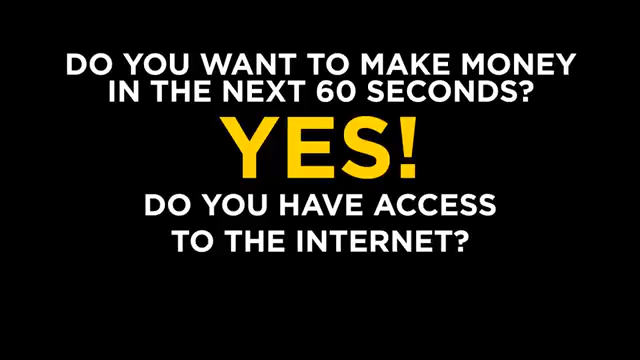 DO YOU WANT TO MAKE MONEY
IN THE NEXT 60 SECONDS?
YES!
DO YOU HAVE ACCESS
TO THE INTERNET?